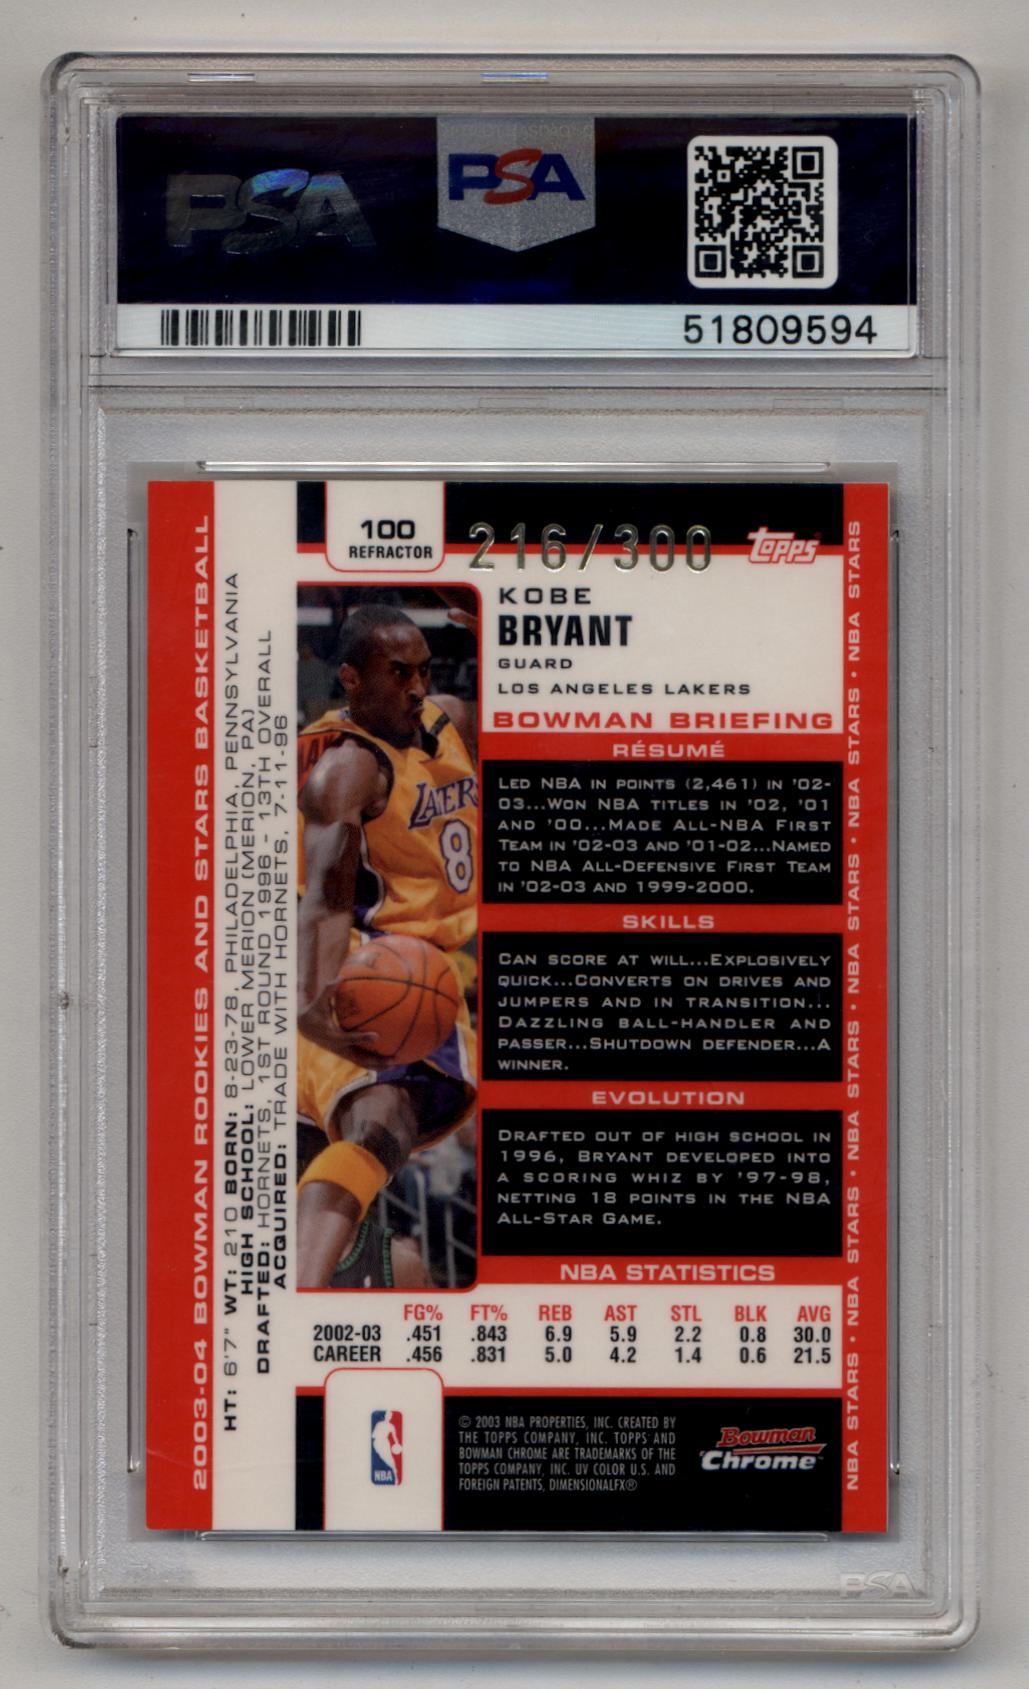 PSA
PSA
51809594
2003-04 BOWMAN ROOKIES AND STARS BASKETBALL
HT: 6'7" WT: 210 BORN: 8-23-78, PHILADELPHIA, PENNSYLVANIA
HIGH SCHOOL: LOWER MERION (MERION, PA)
DRAFTED: HORNETS, 1ST ROUND 1996 - 13TH OVERALL
ACQUIRED: TRADE WITH HORNETS, 7-11-96
100
REFRACTOR
216/300
Topps
KOBE
BRYANT
GUARD
LOS ANGELES LAKERS
BOWMAN BRIEFING
RÉSUMÉ
LED NBA IN POINTS (2,461) IN '02-
03...WON NBA TITLES IN '02, '01
AND '00...MADE ALL-NBA FIRST
TEAM IN '02-03 AND '01-02...NAMED
TO NBA ALL-DEFENSIVE FIRST TEAM
IN '02-03 AND 1999-2000.
SKILLS
CAN SCORE AT WILL...EXPLOSIVELY
QUICK...CONVERTS ON DRIVES AND
JUMPERS AND IN TRANSITION...
DAZZLING BALL-HANDLER AND
PASSER...SHUTDOWN DEFENDER...A
WINNER.
EVOLUTION
DRAFTED OUT OF HIGH SCHOOL IN
1996, BRYANT DEVELOPED INTO
A SCORING WHIZ BY '97-98,
NETTING 18 POINTS IN THE NBA
ALL-STAR GAME.
LAKERS
8
NBA STATISTICS
FG% FT% REB AST STL BLK AVG
2002-03 .451 .843 6.9 5.9 2.2 0.8 30.0
CAREER .456 .831 5.0 4.2 1.4 0.6 21.5
NBA
© 2003 NBA PROPERTIES, INC. CREATED BY
THE TOPPS COMPANY, INC. TOPPS AND
BOWMAN CHROME ARE TRADEMARKS OF THE
TOPPS COMPANY, INC. UV COLOR U.S. AND
FOREIGN PATENTS, DIMENSIONALFX®
Bowman
Chrome™
NBA STARS • NBA STARS • NBA STARS • NBA STARS • NBA STARS • NBA STARS • NBA STARS
PSA